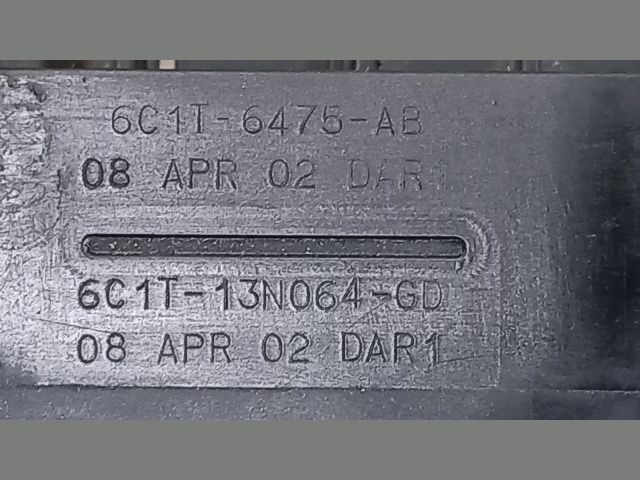 6C1T-6475-AB
08 APR 02 DAR1
6C1T-13N064-GD
08 APR 02 DAR1